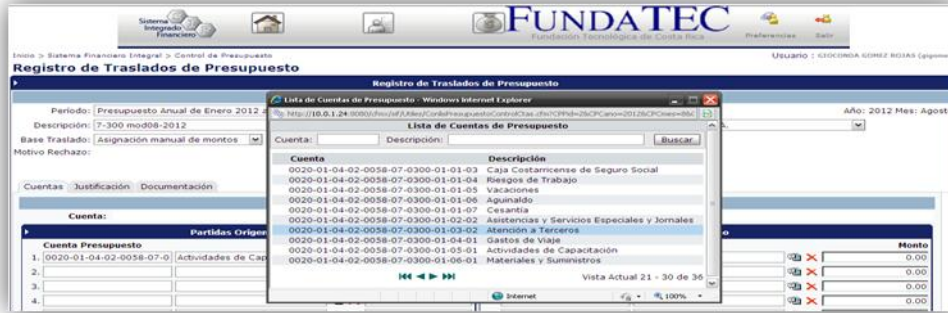 Sistema
Integrado
Financiero
FUNDATEC
Fundación Tecnológica de Costa Rica
Preferencias
Salir
Inicio > Sistema Financiero Integral > Control de Presupuesto
Usuario : GIOCONDA GOMEZ ROJAS
Registro de Traslados de Presupuesto
Registro de Traslados de Presupuesto
Período: Presupuesto Anual de Enero 2012
Año: 2012 Mes: Agost
Descripción: 7-300 mod08-2012
Base Traslado: Asignación manual de montos
Motivo Rechazo:
Cuentas Justificación Documentación
Cuenta:
Partidas Origen
Cuenta Presupuesto
Monto
1. 0020-01-04-02-0058-07-0 Actividades de Cap
0.00
2.
0.00
3.
0.00
4.
0.00
Lista de Cuentas de Presupuesto - Windows Internet Explorer
Lista de Cuentas de Presupuesto
Cuenta: Descripción: Buscar
Cuenta Descripción
0020-01-04-02-0058-07-0300-01-01-03 Caja Costarricense de Seguro Social
0020-01-04-02-0058-07-0300-01-01-04 Riesgos de Trabajo
0020-01-04-02-0058-07-0300-01-01-05 Vacaciones
0020-01-04-02-0058-07-0300-01-01-06 Aguinaldo
0020-01-04-02-0058-07-0300-01-01-07 Cesantía
0020-01-04-02-0058-07-0300-01-02-02 Asistencias y Servicios Especiales y Jornales
0020-01-04-02-0058-07-0300-01-03-02 Atención a Terceros
0020-01-04-02-0058-07-0300-01-04-01 Gastos de Viaje
0020-01-04-02-0058-07-0300-01-05-01 Actividades de Capacitación
0020-01-04-02-0058-07-0300-01-06-01 Materiales y Suministros
Vista Actual 21 - 30 de 36
Internet
100%